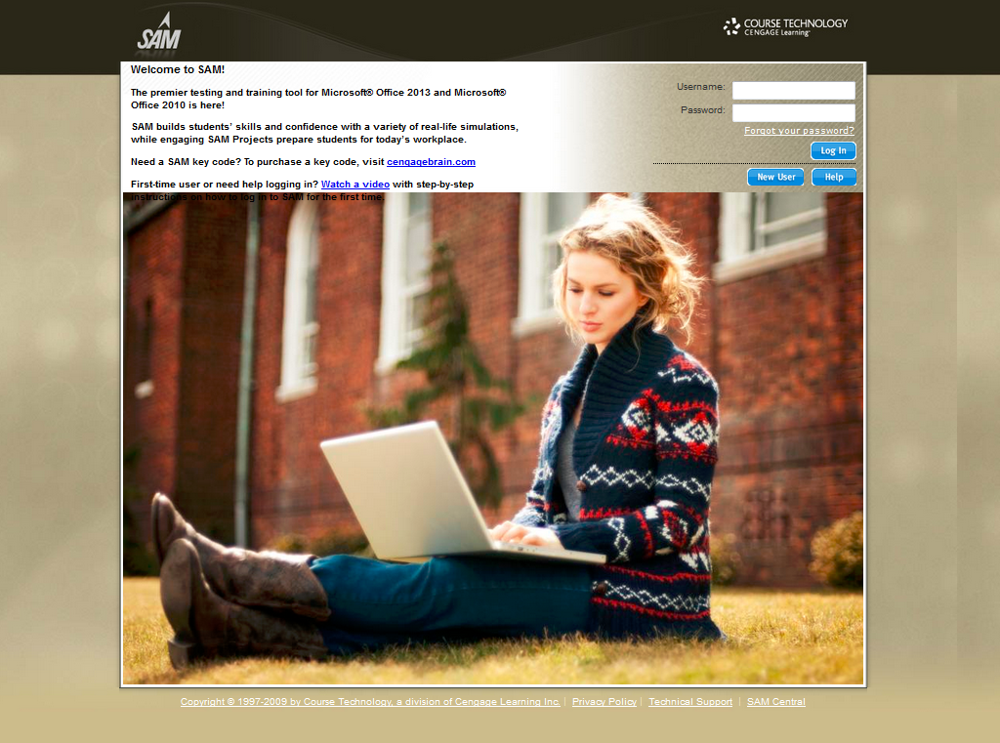 SAM
COURSE TECHNOLOGY
CENGAGE Learning™
Welcome to SAM!
The premier testing and training tool for Microsoft® Office 2013 and Microsoft®
Office 2010 is here!
SAM builds students' skills and confidence with a variety of real-life simulations,
while engaging SAM Projects prepare students for today's workplace.
Need a SAM key code? To purchase a key code, visit cengagebrain.com
First-time user or need help logging in? Watch a video with step-by-step
instructions on how to log in to SAM for the first time.
Username:
Password:
Forgot your password?
Log In
New User Help
Copyright © 1997-2009 by Course Technology, a division of Cengage Learning Inc. | Privacy Policy | Technical Support | SAM Central